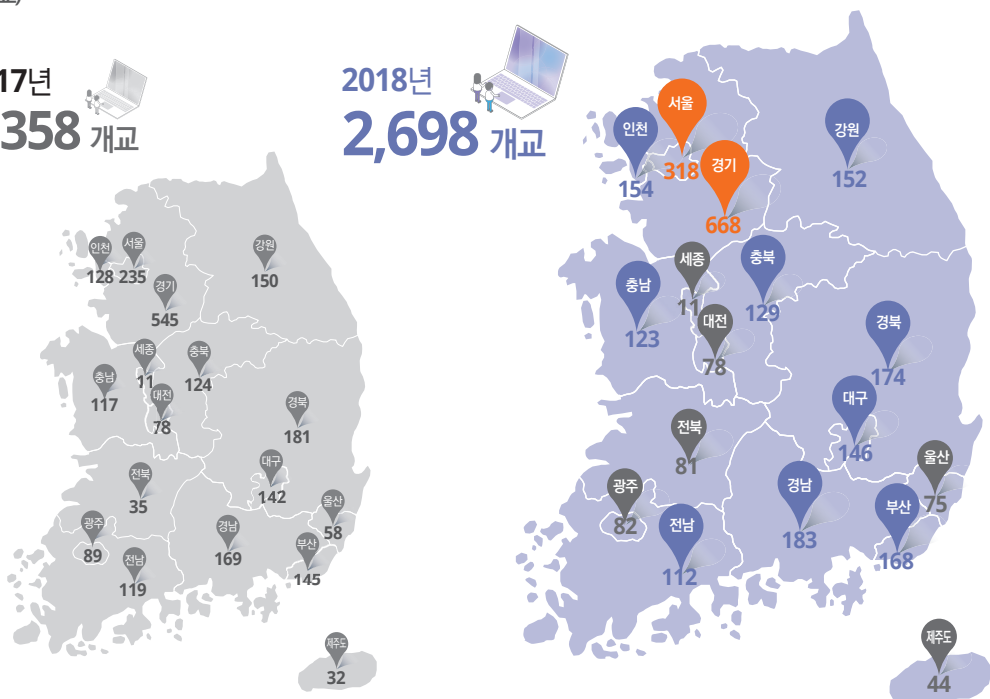 17년
358 개교
인천
128
서울
235
경기
545
강원
150
세종
11
충북
124
충남
117
대전
78
경북
181
대구
142
전북
35
울산
58
광주
89
경남
169
부산
145
전남
119
제주도
32
2018년
2,698 개교
인천
154
서울
318
경기
668
강원
152
세종
11
충북
129
충남
123
대전
78
경북
174
대구
146
전북
81
울산
75
광주
82
경남
183
부산
168
전남
112
제주도
44